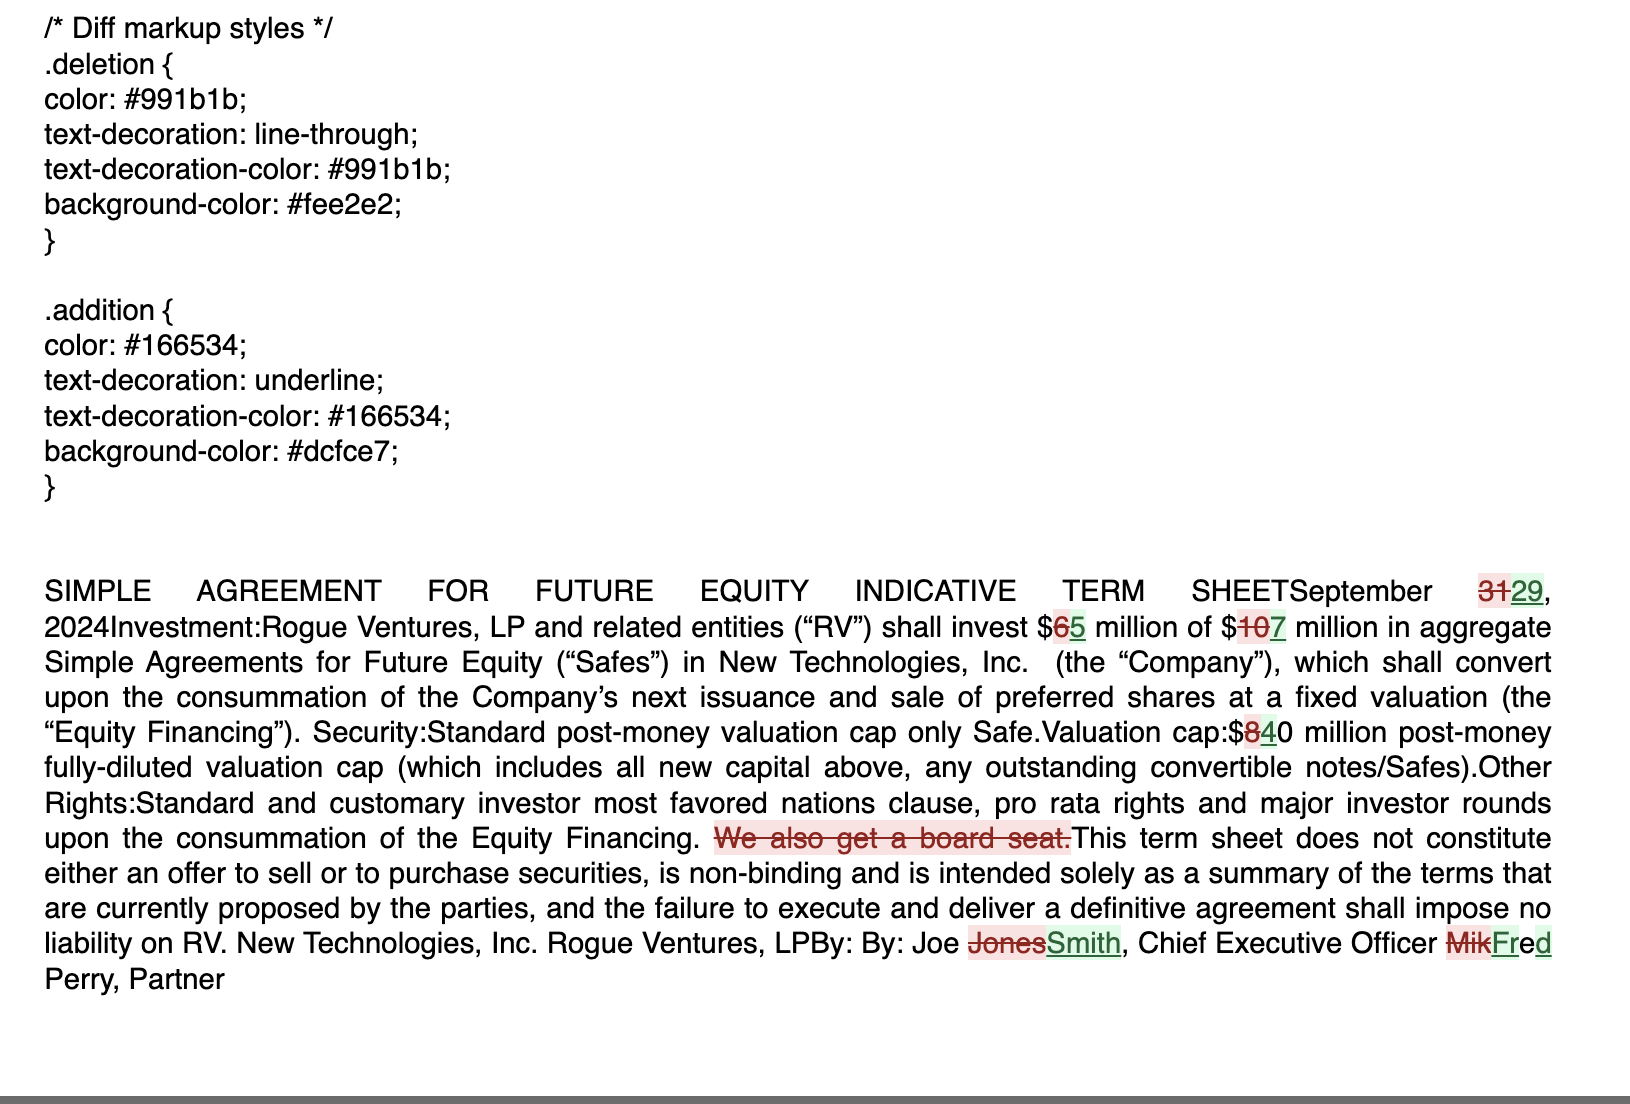 /* Diff markup styles */
.deletion {
color: #991b1b;
text-decoration: line-through;
text-decoration-color: #991b1b;
background-color: #fee2e2;
}
.addition {
color: #166534;
text-decoration: underline;
text-decoration-color: #166534;
background-color: #dcfce7;
}
SIMPLE AGREEMENT FOR FUTURE EQUITY INDICATIVE TERM SHEETSeptember 3129,
2024Investment:Rogue Ventures, LP and related entities (“RV”) shall invest $65 million of $107 million in aggregate
Simple Agreements for Future Equity (“Safes”) in New Technologies, Inc.  (the “Company”), which shall convert
upon the consummation of the Company’s next issuance and sale of preferred shares at a fixed valuation (the
“Equity Financing”). Security:Standard post-money valuation cap only Safe.Valuation cap:$840 million post-money
fully-diluted valuation cap (which includes all new capital above, any outstanding convertible notes/Safes).Other
Rights:Standard and customary investor most favored nations clause, pro rata rights and major investor rounds
upon the consummation of the Equity Financing. We also get a board seat.This term sheet does not constitute
either an offer to sell or to purchase securities, is non-binding and is intended solely as a summary of the terms that
are currently proposed by the parties, and the failure to execute and deliver a definitive agreement shall impose no
liability on RV. New Technologies, Inc. Rogue Ventures, LPBy: By: Joe JonesSmith, Chief Executive Officer MikFred
Perry, Partner